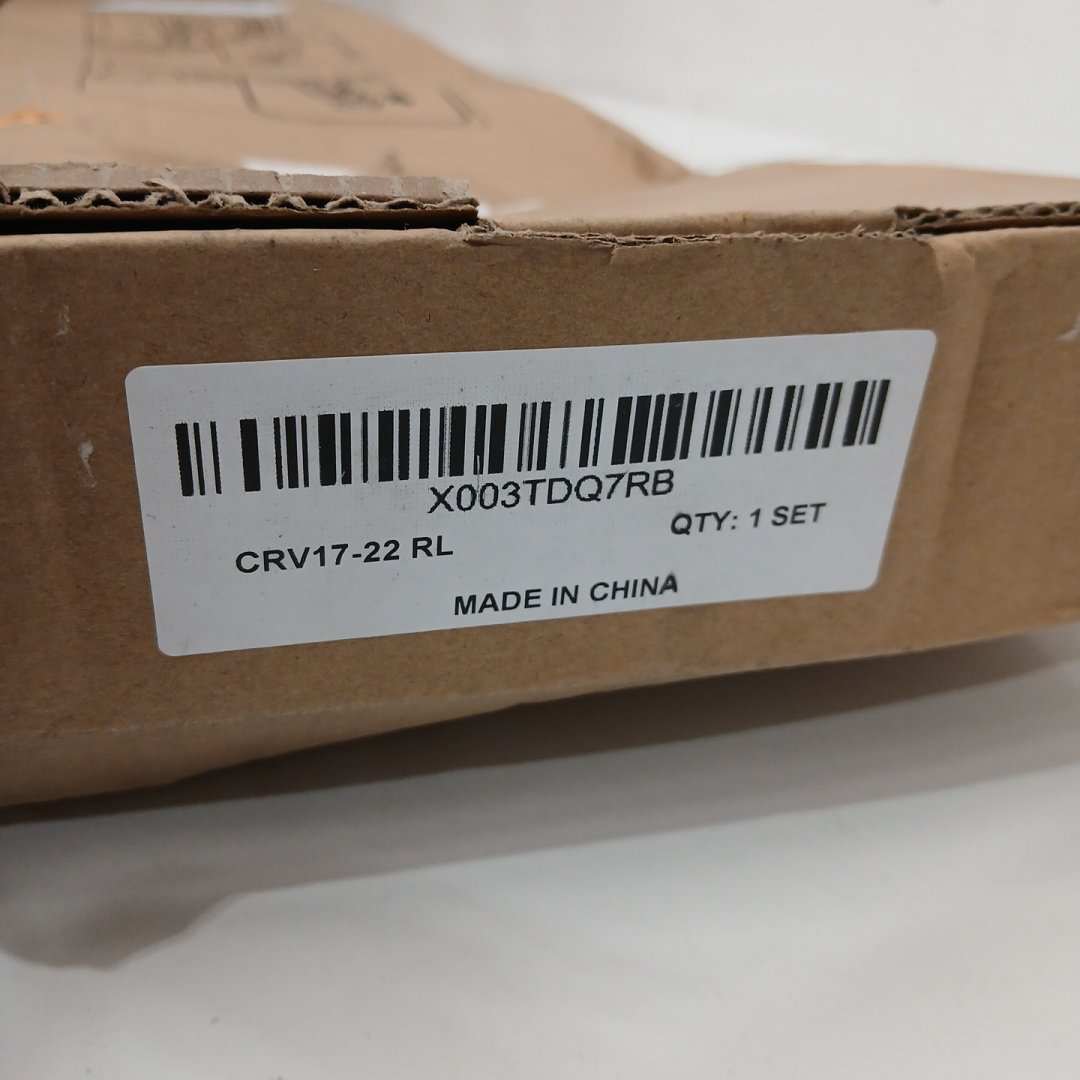 X003TDQ7RB
QTY: 1 SET
CRV17-22 RL
MADE IN CHINA